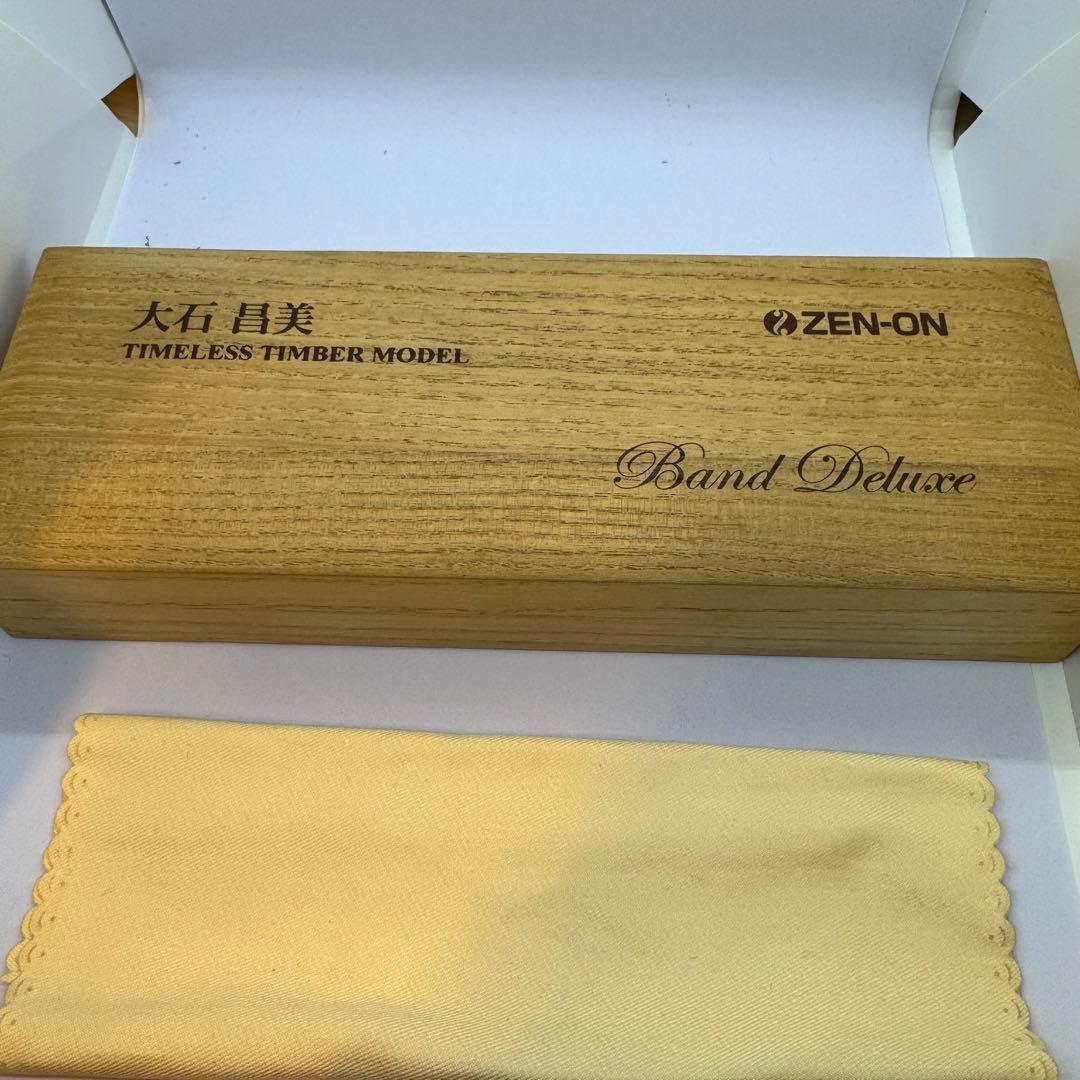 大石 昌美
TIMELESS TIMBER MODEL
ZEN-ON
Band Deluxe